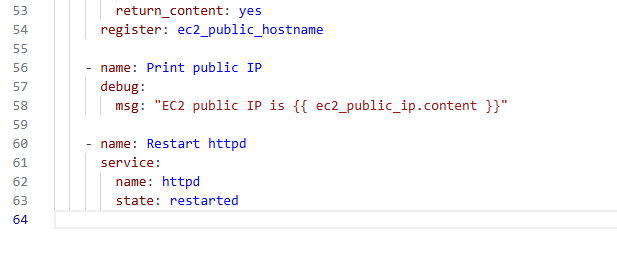 53 return_content: yes
54 register: ec2_public_hostname
55
56 - name: Print public IP
57 debug:
58 msg: "EC2 public IP is {{ ec2_public_ip.content }}"
59
60 - name: Restart httpd
61 service:
62 name: httpd
63 state: restarted
64